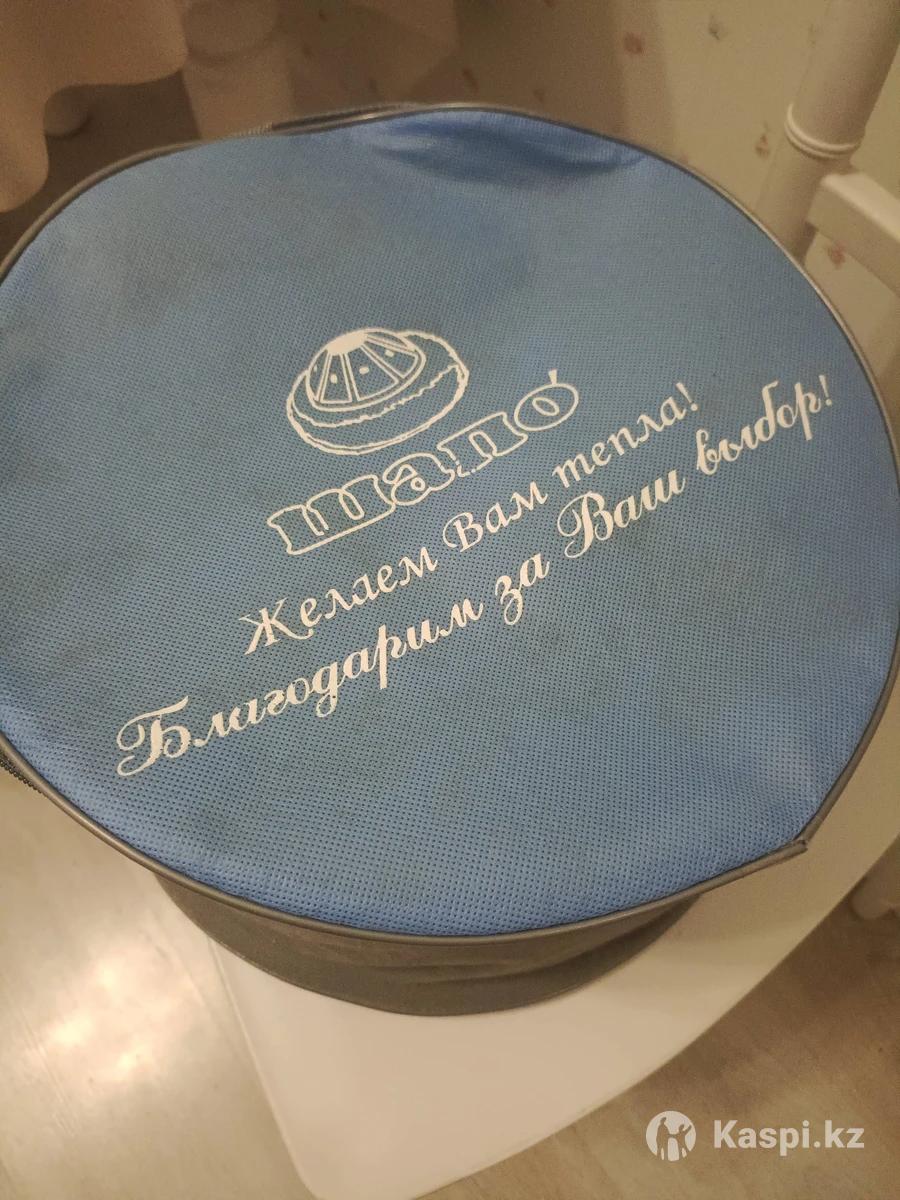 шапо́
Желаем Вам тепла!
Благодарим за Ваш выбор!
Kaspi.kz